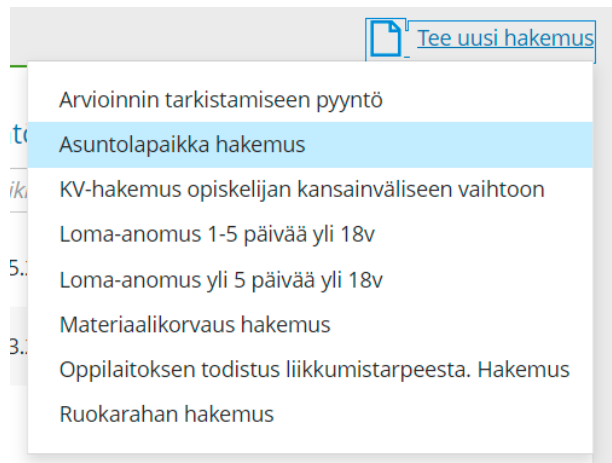 Tee uusi hakemus
Arvioinnin tarkistamiseen pyyntö
Asuntolapaikka hakemus
KV-hakemus opiskelijan kansainväliseen vaihtoon
Loma-anomus 1-5 päivää yli 18v
Loma-anomus yli 5 päivää yli 18v
Materiaalikorvaus hakemus
Oppilaitoksen todistus liikkumistarpeesta. Hakemus
Ruokarahan hakemus